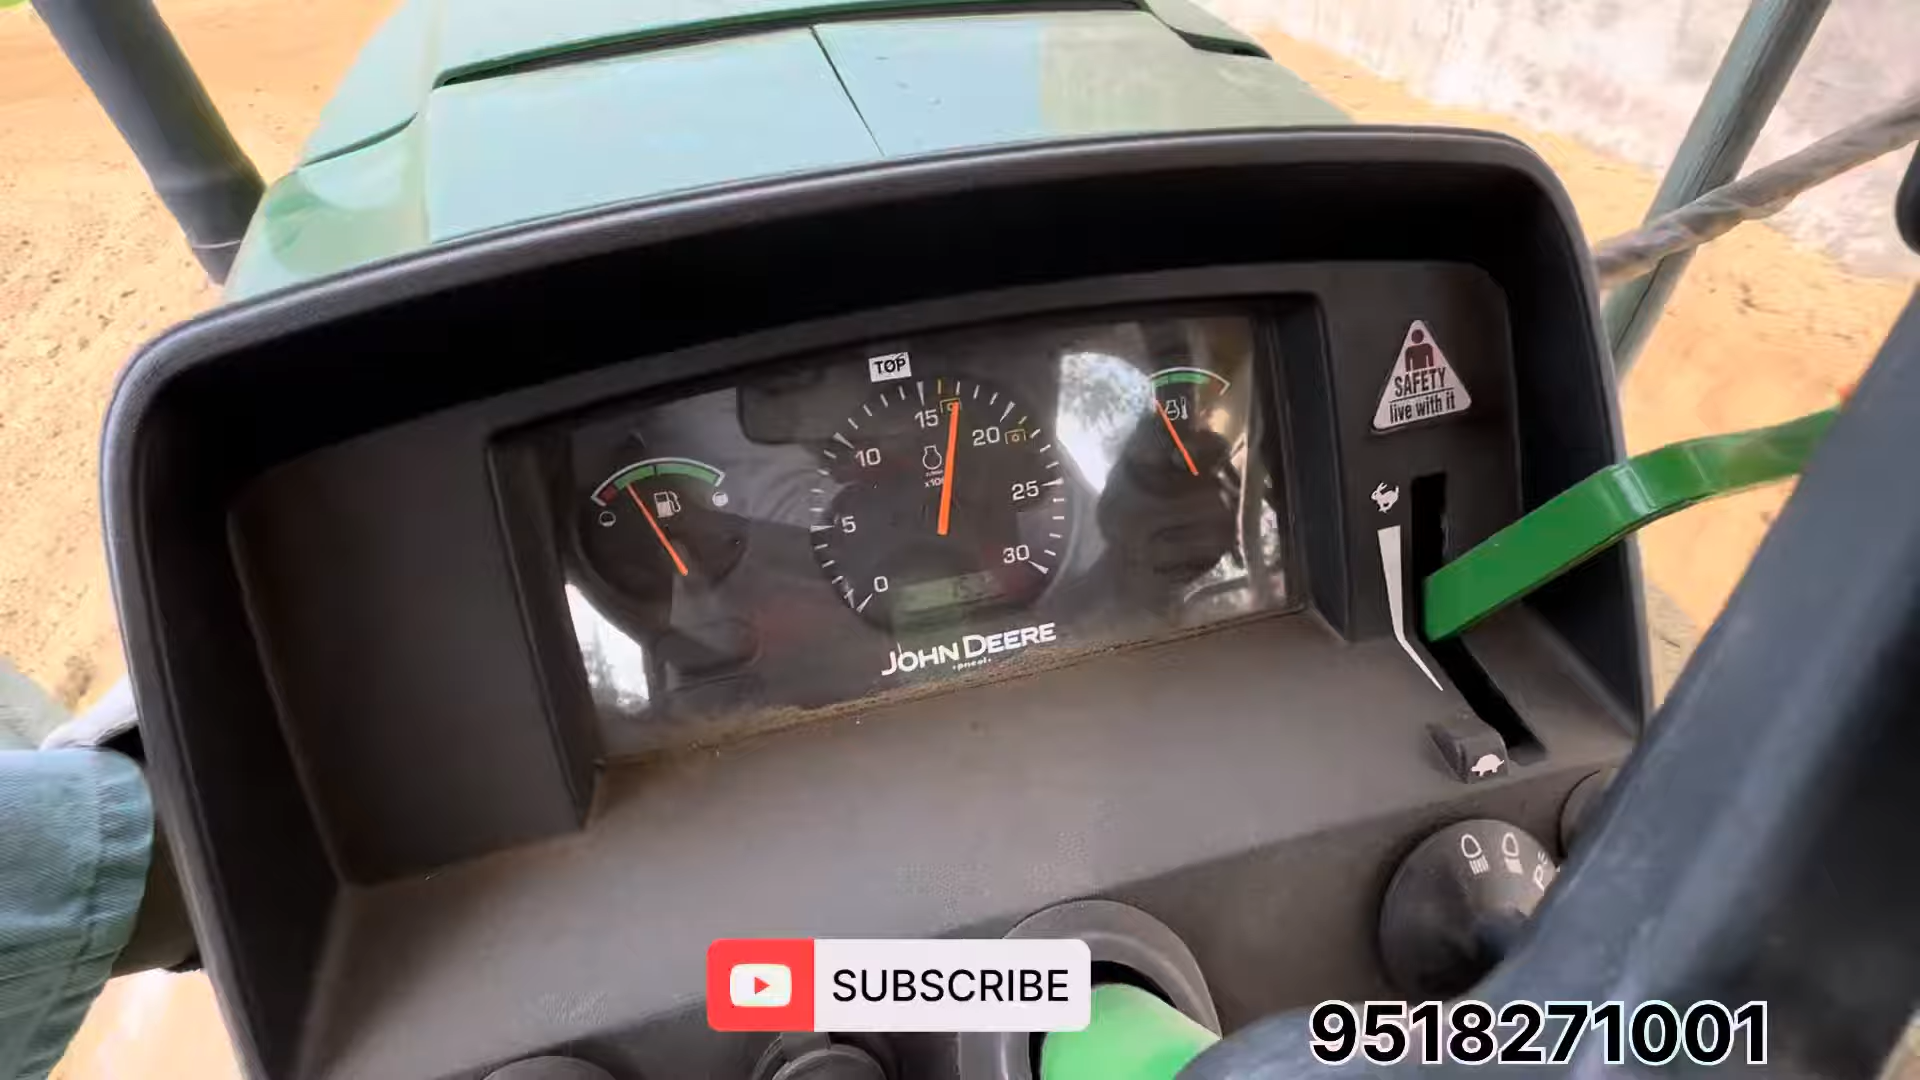 TOP
15
20
10
x100
25
5
30
0
JOHN DEERE
SAFETY
live with it
P
SUBSCRIBE
9518271001